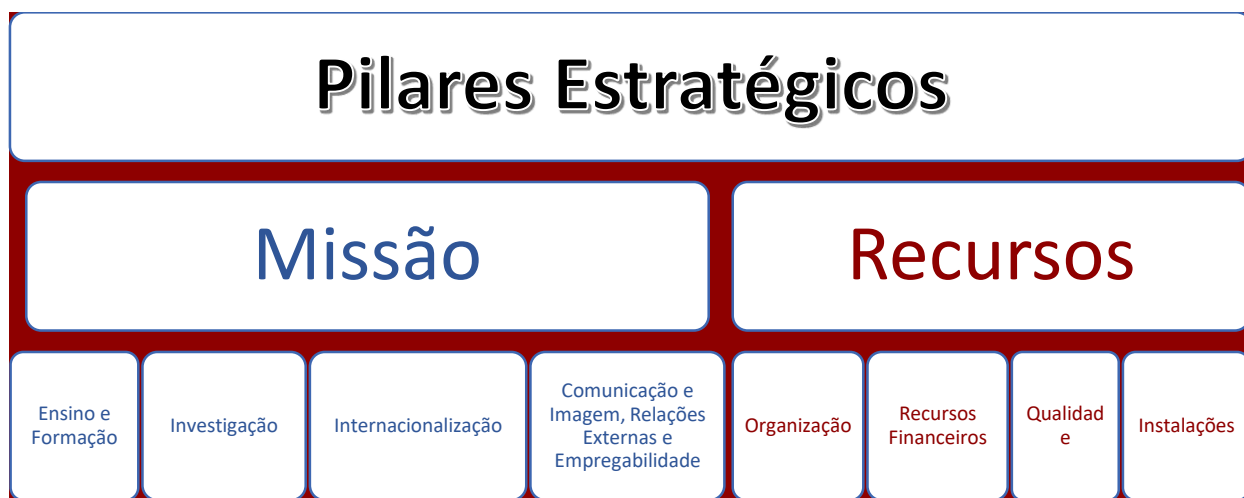 Pilares Estratégicos
Missão
Recursos
Ensino e
Formação
Investigação
Internacionalização
Comunicação e
Imagem, Relações
Externas e
Empregabilidade
Organização
Recursos
Financeiros
Qualidad
e
Instalações